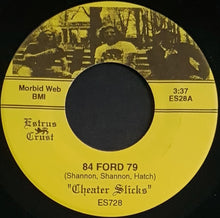 Morbid Web
BMI
3:37
ES28A
Estrus
Crust
84 FORD 79
(Shannon, Shannon, Hatch)
"Cheater Slicks"
ES728